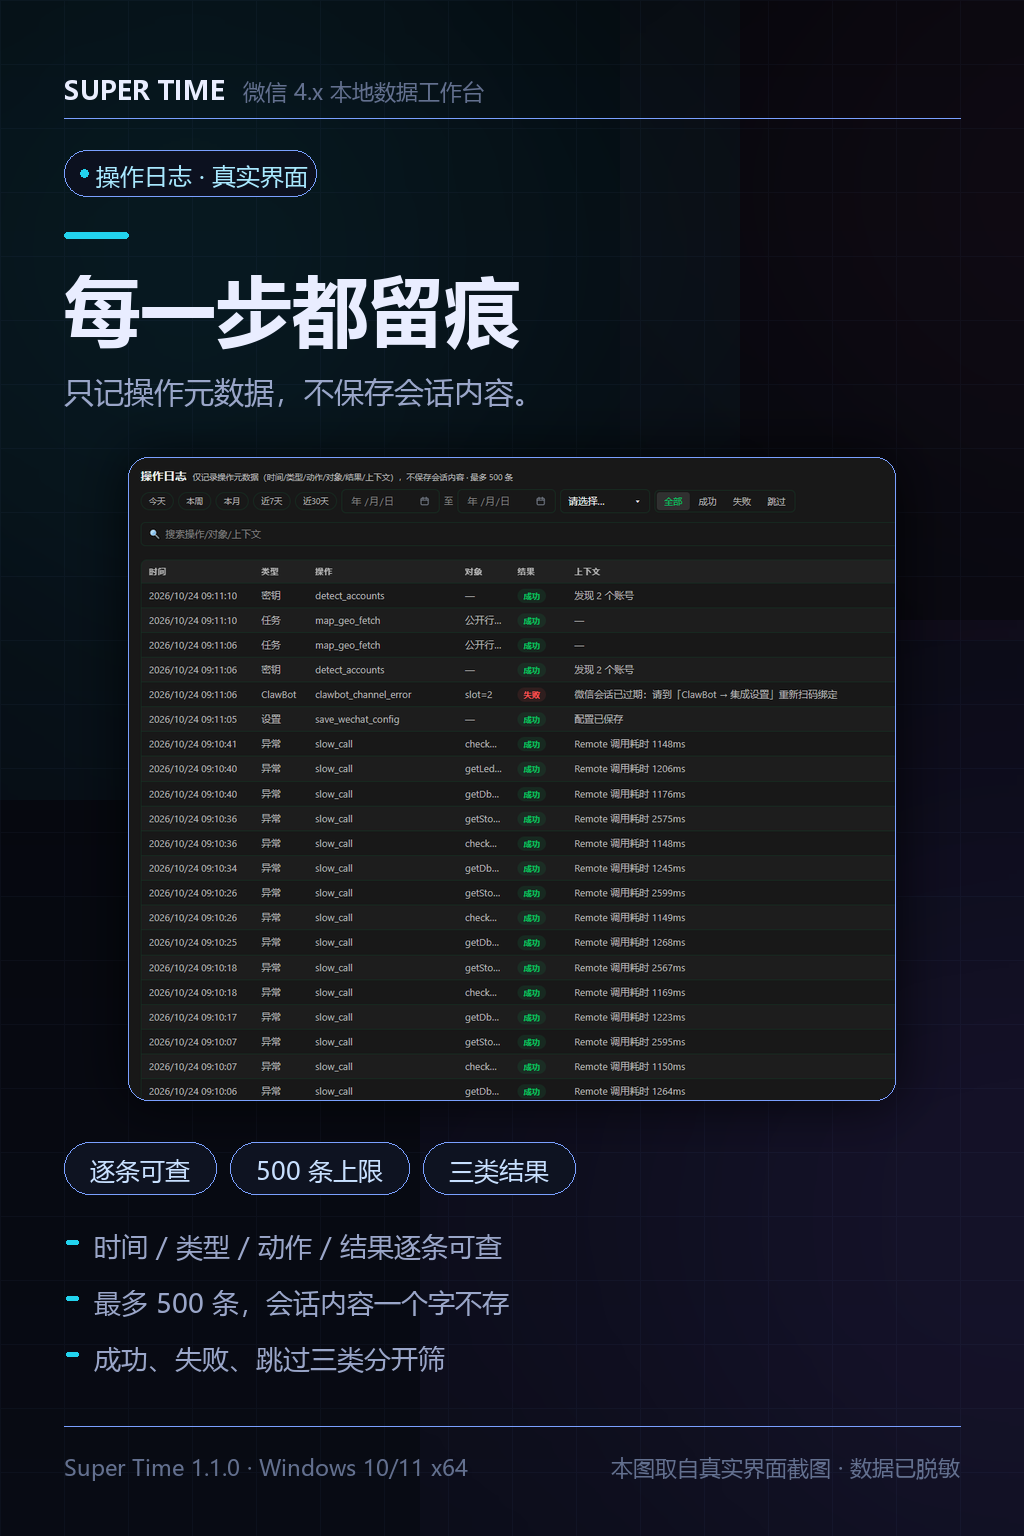 SUPER TIME 微信 4.x 本地数据工作台
操作日志 · 真实界面
每一步都留痕
只记操作元数据，不保存会话内容。
操作日志 仅记录操作元数据（时间/类型/动作/对象/结果/上下文），不保存会话内容 · 最多 500 条
今天 本周 本月 近7天 近30天 年 /月/日 至 年 /月/日 请选择... 全部 成功 失败 跳过
搜索操作/对象/上下文
时间 类型 操作 对象 结果 上下文
2026/10/24 09:11:10 密钥 detect_accounts — 成功 发现 2 个账号
2026/10/24 09:11:10 任务 map_geo_fetch 公开行... 成功 —
2026/10/24 09:11:06 任务 map_geo_fetch 公开行... 成功 —
2026/10/24 09:11:06 密钥 detect_accounts — 成功 发现 2 个账号
2026/10/24 09:11:06 ClawBot clawbot_channel_error slot=2 失败 微信会话已过期：请到「ClawBot → 集成设置」重新扫码绑定
2026/10/24 09:11:05 设置 save_wechat_config — 成功 配置已保存
2026/10/24 09:10:41 异常 slow_call check... 成功 Remote 调用耗时 1148ms
2026/10/24 09:10:40 异常 slow_call getLed... 成功 Remote 调用耗时 1206ms
2026/10/24 09:10:40 异常 slow_call getDb... 成功 Remote 调用耗时 1176ms
2026/10/24 09:10:36 异常 slow_call getSto... 成功 Remote 调用耗时 2575ms
2026/10/24 09:10:36 异常 slow_call check... 成功 Remote 调用耗时 1148ms
2026/10/24 09:10:34 异常 slow_call getDb... 成功 Remote 调用耗时 1245ms
2026/10/24 09:10:26 异常 slow_call getSto... 成功 Remote 调用耗时 2599ms
2026/10/24 09:10:26 异常 slow_call check... 成功 Remote 调用耗时 1149ms
2026/10/24 09:10:25 异常 slow_call getDb... 成功 Remote 调用耗时 1268ms
2026/10/24 09:10:18 异常 slow_call getSto... 成功 Remote 调用耗时 2567ms
2026/10/24 09:10:18 异常 slow_call check... 成功 Remote 调用耗时 1169ms
2026/10/24 09:10:17 异常 slow_call getDb... 成功 Remote 调用耗时 1223ms
2026/10/24 09:10:07 异常 slow_call getSto... 成功 Remote 调用耗时 2595ms
2026/10/24 09:10:07 异常 slow_call check... 成功 Remote 调用耗时 1150ms
2026/10/24 09:10:06 异常 slow_call getDb... 成功 Remote 调用耗时 1264ms
逐条可查 500 条上限 三类结果
时间 / 类型 / 动作 / 结果逐条可查
最多 500 条，会话内容一个字不存
成功、失败、跳过三类分开筛
Super Time 1.1.0 · Windows 10/11 x64 本图取自真实界面截图 · 数据已脱敏